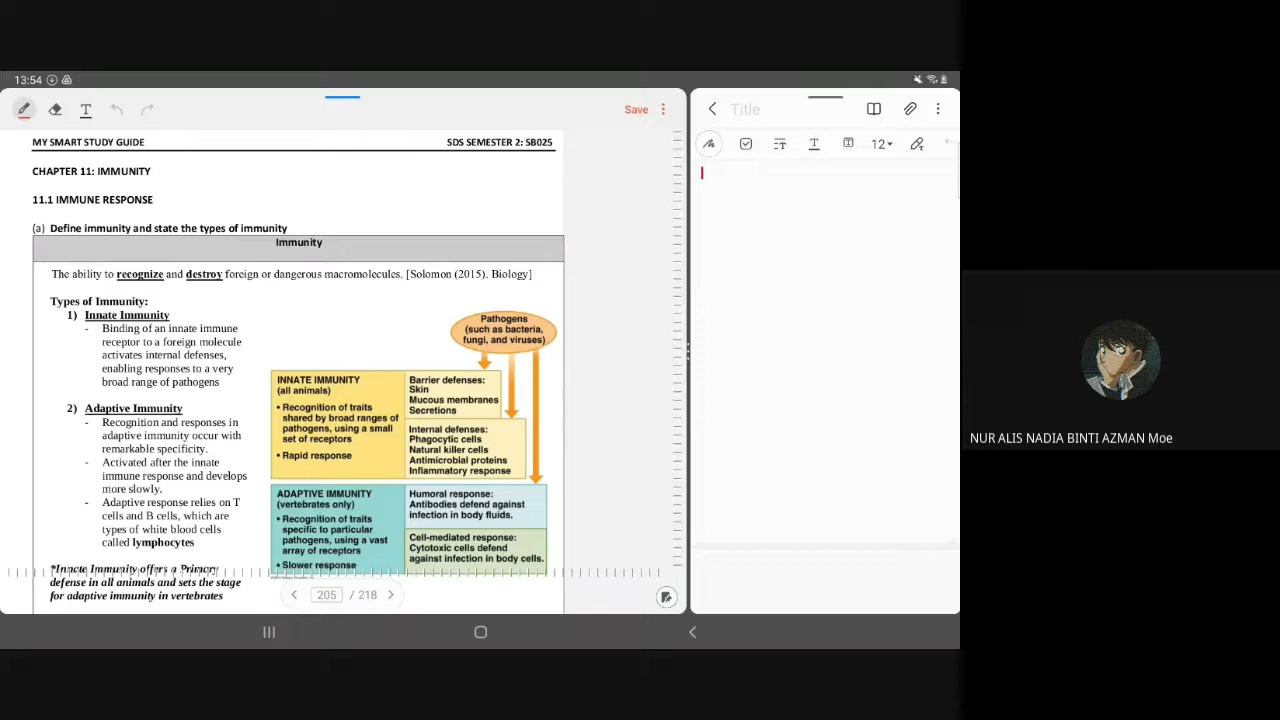 13:54
Save
Title
12
MY SMART STUDY GUIDE SDS SEMESTER 2: SB025
CHAPTER 11: IMMUNITY
11.1 IMMUNE RESPONSE
(a) Define immunity and state the types of immunity
Immunity
The ability to recognize and destroy foreign or dangerous macromolecules. [Solomon (2015). Biology]
Types of Immunity:
1) Innate Immunity
- Binding of an innate immune
receptor to a foreign molecule
activates internal defenses,
enabling responses to a very
broad range of pathogens
2) Adaptive Immunity
- Recognition and responses in
adaptive immunity occur with
remarkable specificity.
- Activated after the innate
immune response and develops
more slowly.
- Adaptive response relies on T
cells and B cells, which are
types of white blood cells
called lymphocytes
*Innate Immunity offers a Primary
defense in all animals and sets the stage
for adaptive immunity in vertebrates
Pathogens
(such as bacteria,
fungi, and viruses)
INNATE IMMUNITY
(all animals)
• Recognition of traits
shared by broad ranges of
pathogens, using a small
set of receptors
• Rapid response
Barrier defenses:
Skin
Mucous membranes
Secretions
Internal defenses:
Phagocytic cells
Natural killer cells
Antimicrobial proteins
Inflammatory response
ADAPTIVE IMMUNITY
(vertebrates only)
• Recognition of traits
specific to particular
pathogens, using a vast
array of receptors
• Slower response
Humoral response:
Antibodies defend against
infection in body fluids.
Cell-mediated response:
Cytotoxic cells defend
against infection in body cells.
205 / 218
NUR ALIS NADIA BINTI AZMAN Moe